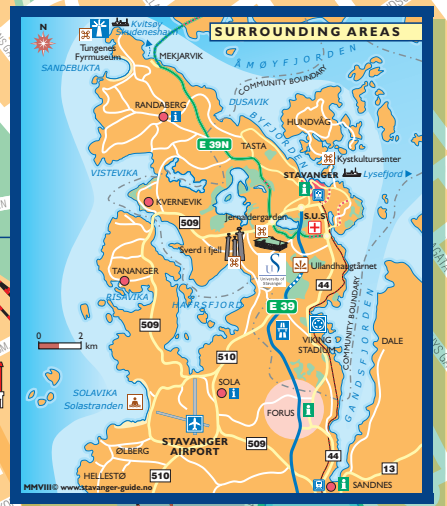 N
SURROUNDING AREAS
Kvitsøy
Skudeneshavn
Tungenes
Fyrmuseum
MEKJARVIK
SANDEBUKTA
ÅMØYFJORDEN
COMMUNITY BOUNDARY
RANDABERG
DUSAVIK
BYFJORDEN
HUNDVÅG
E 39N
TASTA
Kystkultursenter
VISTEVIKA
STAVANGER
Lysefjord
KVERNEVIK
Jernaldergarden
S.U.S
509
Sverd i fjell
University of
Stavanger
Ullandhaugtårnet
TANANGER
44
RISAVIKA
HAFRSFJORD
E 39
COMMUNITY BOUNDARY
GANDSFJORDEN
509
VIKING
STADIUM
DALE
0 2
km
510
SOLA
SOLAVIKA
Solastranden
FORUS
STAVANGER
AIRPORT
509
ØLBERG
44
13
HELLESTØ
510
SANDNES
MMVIII© www.stavanger-guide.no